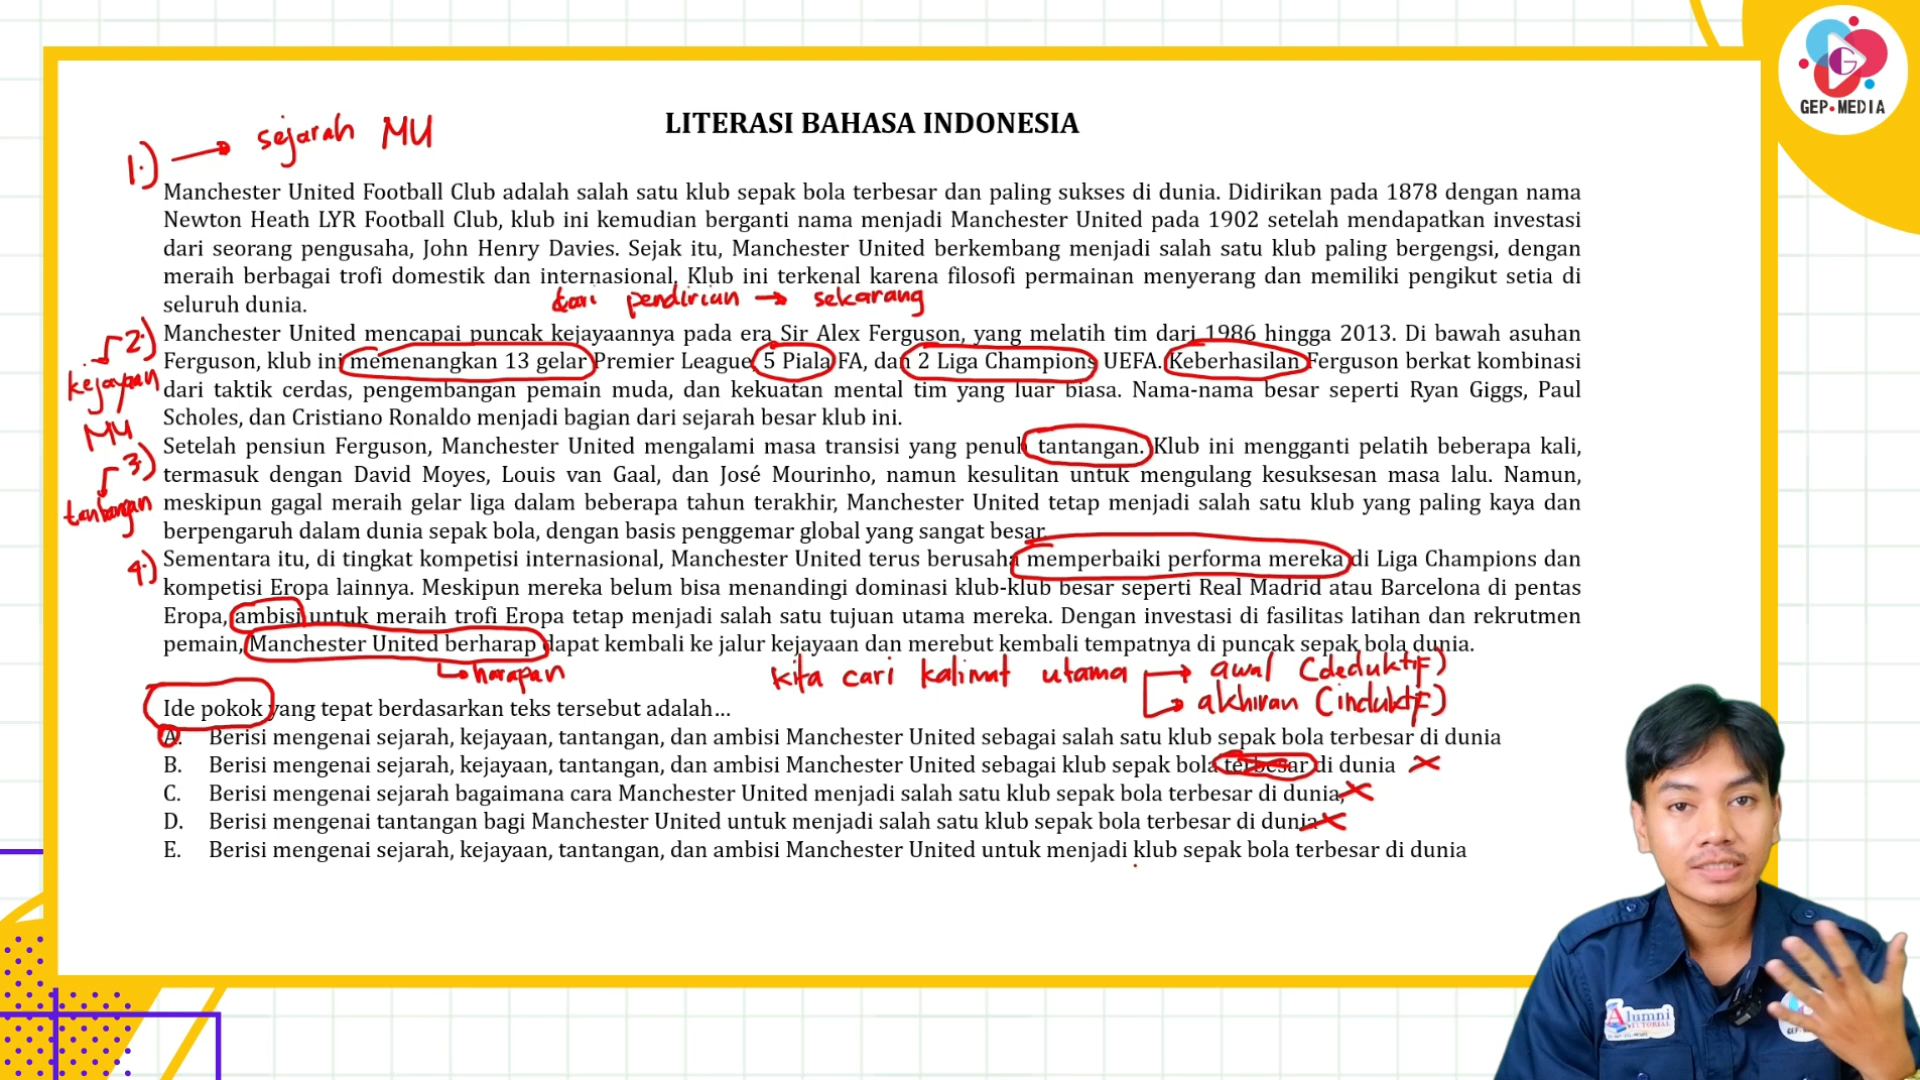 GEP•MEDIA
LITERASI BAHASA INDONESIA
1.) → sejarah MU
Manchester United Football Club adalah salah satu klub sepak bola terbesar dan paling sukses di dunia. Didirikan pada 1878 dengan nama
Newton Heath LYR Football Club, klub ini kemudian berganti nama menjadi Manchester United pada 1902 setelah mendapatkan investasi
dari seorang pengusaha, John Henry Davies. Sejak itu, Manchester United berkembang menjadi salah satu klub paling bergengsi, dengan
meraih berbagai trofi domestik dan internasional. Klub ini terkenal karena filosofi permainan menyerang dan memiliki pengikut setia di
seluruh dunia.
dari pendirian → sekarang
2.)
Manchester United mencapai puncak kejayaannya pada era Sir Alex Ferguson, yang melatih tim dari 1986 hingga 2013. Di bawah asuhan
Ferguson, klub ini memenangkan 13 gelar Premier League, 5 Piala FA, dan 2 Liga Champions UEFA. Keberhasilan Ferguson berkat kombinasi
kejayaan
dari taktik cerdas, pengembangan pemain muda, dan kekuatan mental tim yang luar biasa. Nama-nama besar seperti Ryan Giggs, Paul
Scholes, dan Cristiano Ronaldo menjadi bagian dari sejarah besar klub ini.
MU
Setelah pensiun Ferguson, Manchester United mengalami masa transisi yang penuh tantangan. Klub ini mengganti pelatih beberapa kali,
3.)
termasuk dengan David Moyes, Louis van Gaal, dan José Mourinho, namun kesulitan untuk mengulang kesuksesan masa lalu. Namun,
tantangan
meskipun gagal meraih gelar liga dalam beberapa tahun terakhir, Manchester United tetap menjadi salah satu klub yang paling kaya dan
berpengaruh dalam dunia sepak bola, dengan basis penggemar global yang sangat besar.
4.)
Sementara itu, di tingkat kompetisi internasional, Manchester United terus berusaha memperbaiki performa mereka di Liga Champions dan
kompetisi Eropa lainnya. Meskipun mereka belum bisa menandingi dominasi klub-klub besar seperti Real Madrid atau Barcelona di pentas
Eropa, ambisi untuk meraih trofi Eropa tetap menjadi salah satu tujuan utama mereka. Dengan investasi di fasilitas latihan dan rekrutmen
pemain, Manchester United berharap dapat kembali ke jalur kejayaan dan merebut kembali tempatnya di puncak sepak bola dunia.
harapan
kita cari kalimat utama → awal (deduktif)
→ akhiran (induktif)
Ide pokok yang tepat berdasarkan teks tersebut adalah...
A. Berisi mengenai sejarah, kejayaan, tantangan, dan ambisi Manchester United sebagai salah satu klub sepak bola terbesar di dunia
B. Berisi mengenai sejarah, kejayaan, tantangan, dan ambisi Manchester United sebagai klub sepak bola terbesar di dunia
C. Berisi mengenai sejarah bagaimana cara Manchester United menjadi salah satu klub sepak bola terbesar di dunia,
D. Berisi mengenai tantangan bagi Manchester United untuk menjadi salah satu klub sepak bola terbesar di dunia
E. Berisi mengenai sejarah, kejayaan, tantangan, dan ambisi Manchester United untuk menjadi klub sepak bola terbesar di dunia
Alumni